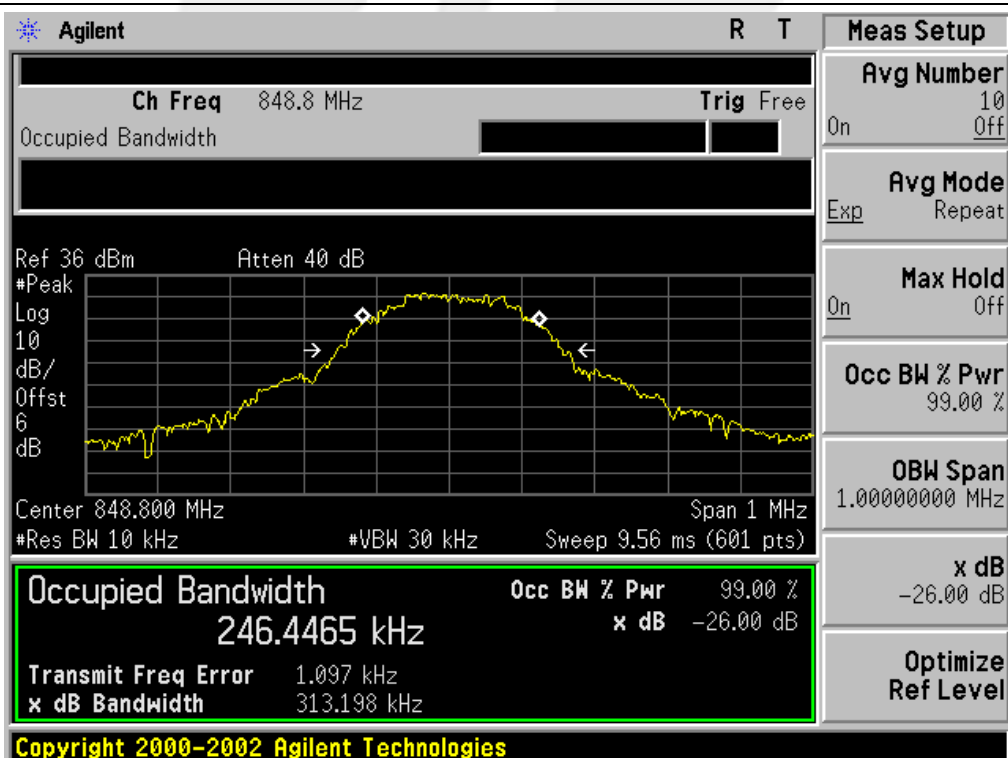 Agilent R T Meas Setup
Ch Freq 848.8 MHz Trig Free
Occupied Bandwidth
Avg Number
10
On Off
Avg Mode
Exp Repeat
Max Hold
On Off
Occ BW % Pwr
99.00 %
OBW Span
1.00000000 MHz
x dB
-26.00 dB
Optimize
Ref Level
Ref 36 dBm Atten 40 dB
#Peak
Log
10
dB/
Offst
6
dB
Center 848.800 MHz Span 1 MHz
#Res BW 10 kHz #VBW 30 kHz Sweep 9.56 ms (601 pts)
Occupied Bandwidth Occ BW % Pwr 99.00 %
246.4465 kHz x dB -26.00 dB
Transmit Freq Error 1.097 kHz
x dB Bandwidth 313.198 kHz
Copyright 2000-2002 Agilent Technologies